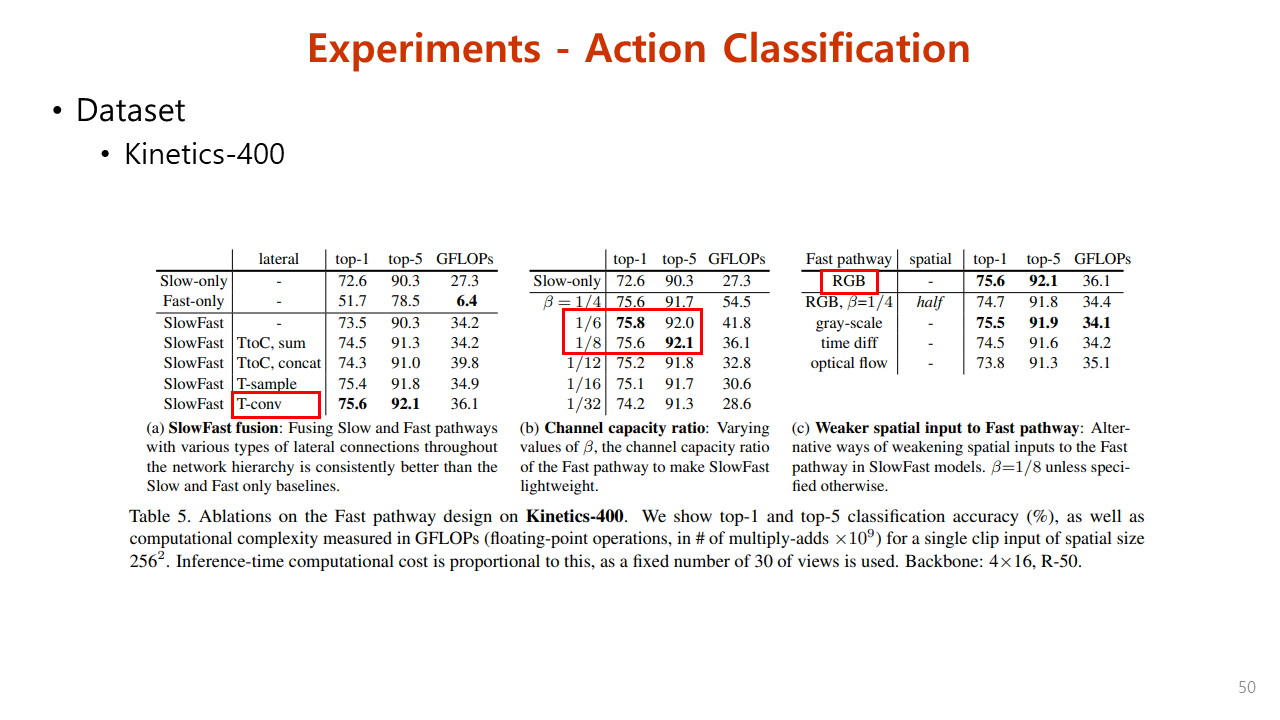 Experiments - Action Classification
• Dataset
• Kinetics-400
lateral top-1 top-5 GFLOPs
Slow-only - 72.6 90.3 27.3
Fast-only - 51.7 78.5 6.4
SlowFast - 73.5 90.3 34.2
SlowFast TtoC, sum 74.5 91.3 34.2
SlowFast TtoC, concat 74.3 91.0 39.8
SlowFast T-sample 75.4 91.8 34.9
SlowFast T-conv 75.6 92.1 36.1
(a) SlowFast fusion: Fusing Slow and Fast pathways
with various types of lateral connections throughout
the network hierarchy is consistently better than the
Slow and Fast only baselines.
top-1 top-5 GFLOPs
Slow-only 72.6 90.3 27.3
β = 1/4 75.6 91.7 54.5
1/6 75.8 92.0 41.8
1/8 75.6 92.1 36.1
1/12 75.2 91.8 32.8
1/16 75.1 91.7 30.6
1/32 74.2 91.3 28.6
(b) Channel capacity ratio: Varying
values of β, the channel capacity ratio
of the Fast pathway to make SlowFast
lightweight.
Fast pathway spatial top-1 top-5 GFLOPs
RGB - 75.6 92.1 36.1
RGB, β=1/4 half 74.7 91.8 34.4
gray-scale - 75.5 91.9 34.1
time diff - 74.5 91.6 34.2
optical flow - 73.8 91.3 35.1
(c) Weaker spatial input to Fast pathway: Alter-
native ways of weakening spatial inputs to the Fast
pathway in SlowFast models. β=1/8 unless speci-
fied otherwise.
Table 5. Ablations on the Fast pathway design on Kinetics-400. We show top-1 and top-5 classification accuracy (%), as well as
computational complexity measured in GFLOPs (floating-point operations, in # of multiply-adds ×10⁹) for a single clip input of spatial size
256². Inference-time computational cost is proportional to this, as a fixed number of 30 of views is used. Backbone: 4×16, R-50.
50